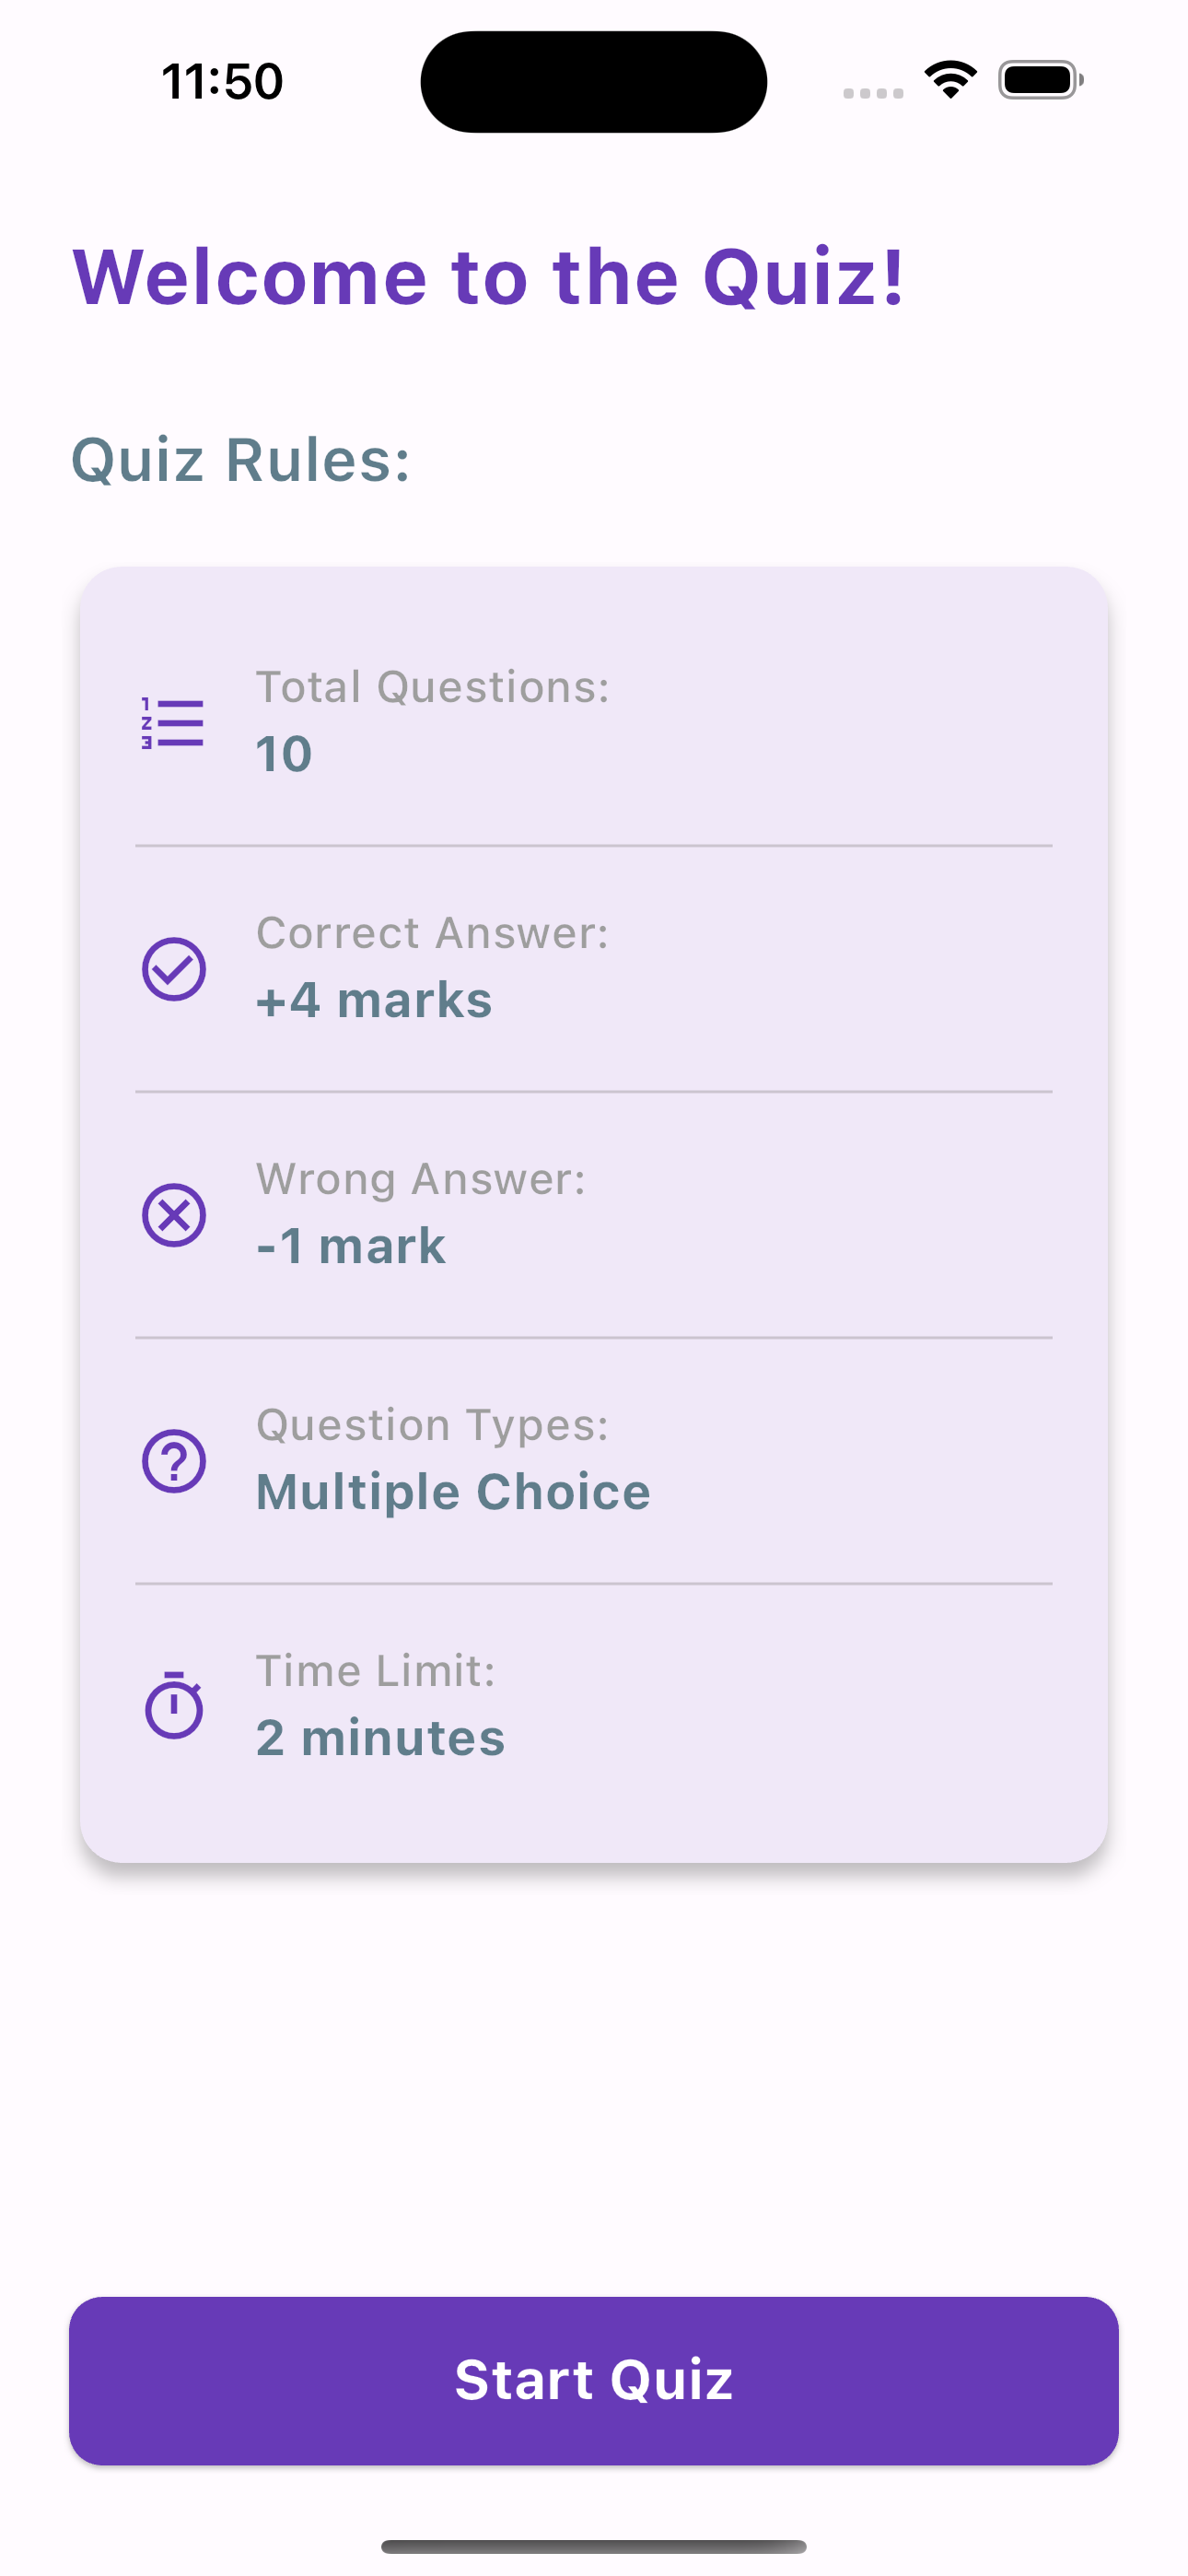 11:50
Welcome to the Quiz!
Quiz Rules:
Total Questions:
10
Correct Answer:
+4 marks
Wrong Answer:
-1 mark
Question Types:
Multiple Choice
Time Limit:
2 minutes
Start Quiz